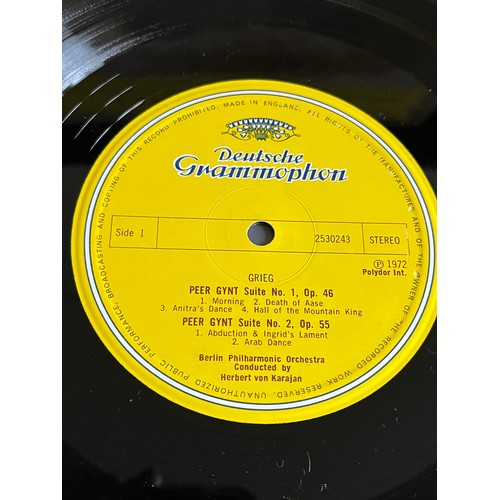 ALL RIGHTS OF THE MANUFACTURER AND OF THE OWNER OF THE RECORDED WORK RESERVED. UNAUTHORIZED PUBLIC PERFORMANCE, BROADCASTING AND COPYING OF THIS RECORD PROHIBITED. MADE IN ENGLAND.
Deutsche
Grammophon
Side 1 2530243 STEREO
GRIEG ℗ 1972
PEER GYNT Suite No. 1, Op. 46 Polydor Int.
1. Morning 2. Death of Aase
3. Anitra's Dance 4. Hall of the Mountain King
PEER GYNT Suite No. 2, Op. 55
1. Abduction & Ingrid's Lament
2. Arab Dance
Berlin Philharmonic Orchestra
Conducted by
Herbert von Karajan